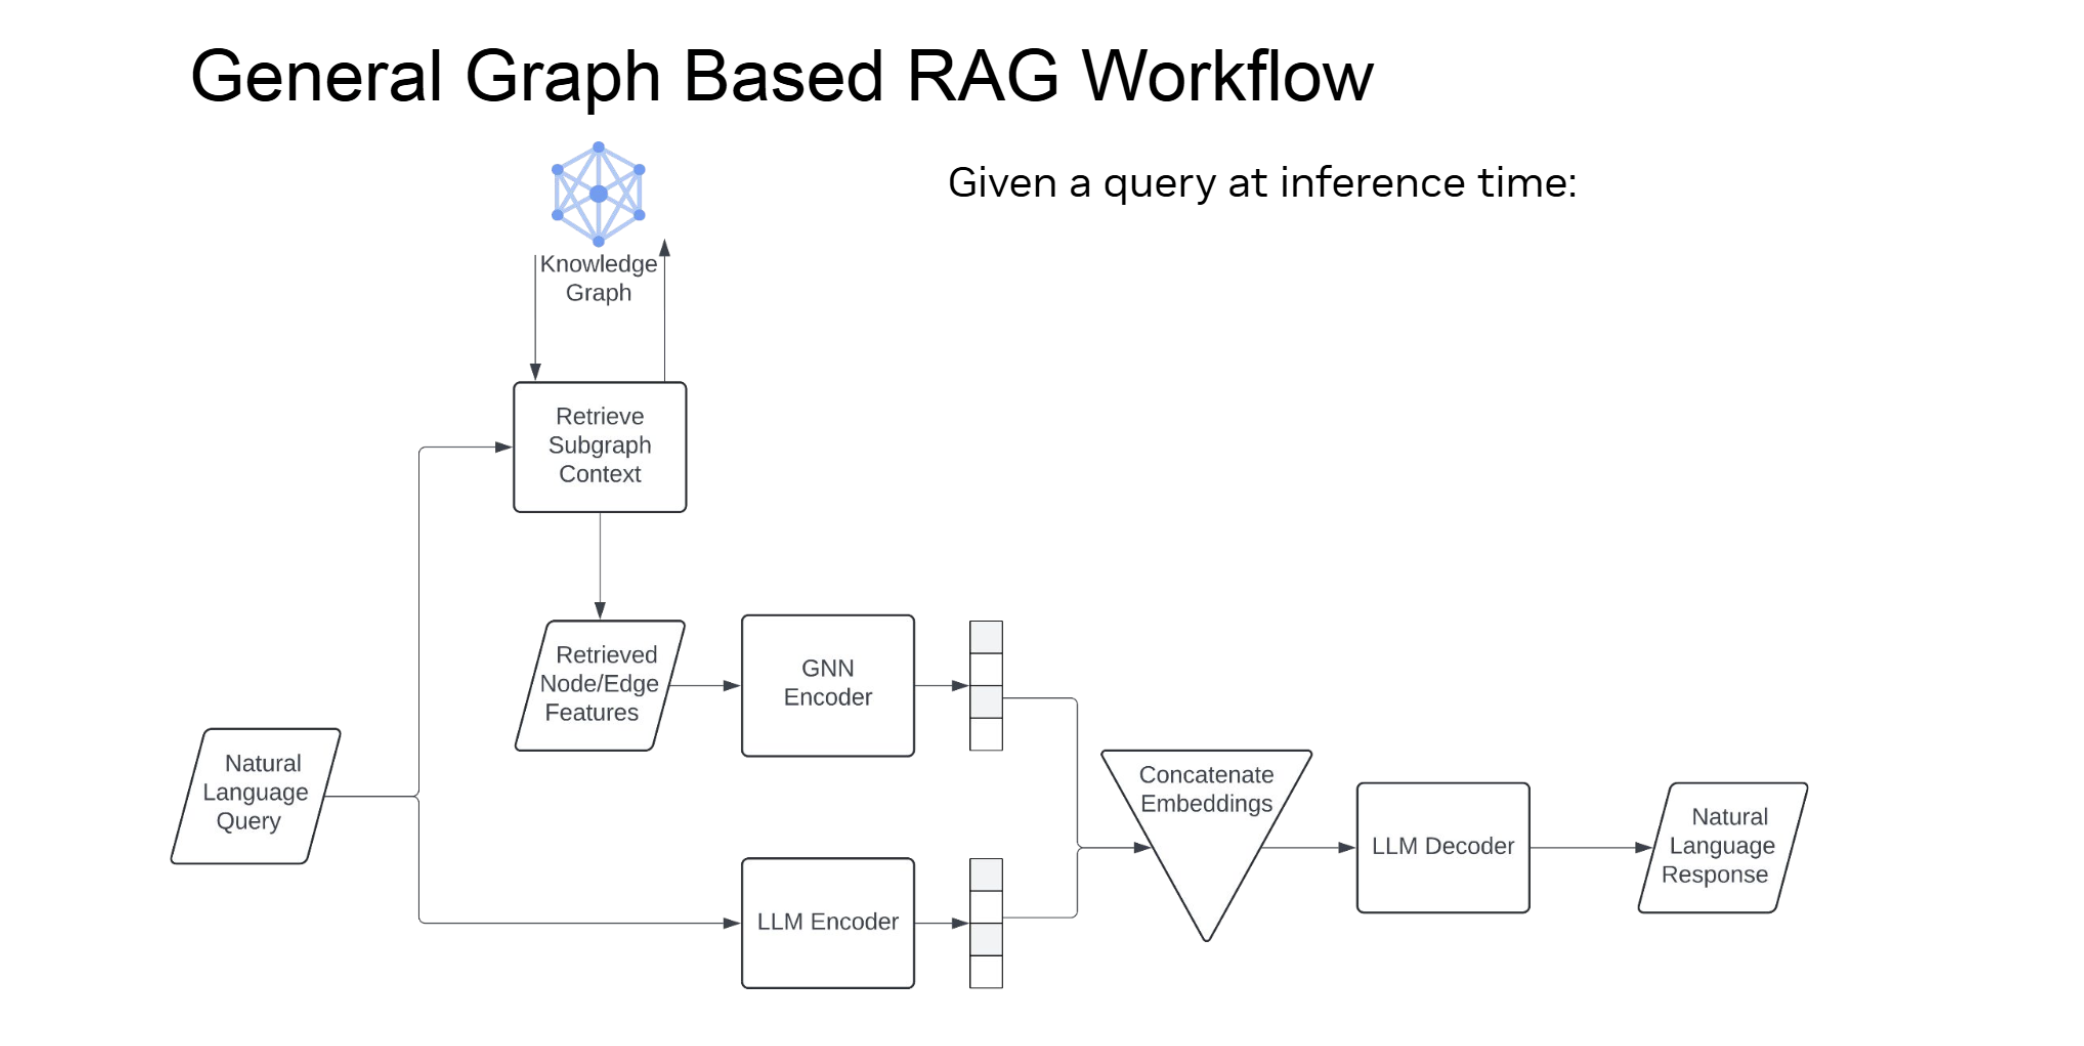 General Graph Based RAG Workflow
Given a query at inference time:
Knowledge
Graph
Retrieve
Subgraph
Context
Retrieved
Node/Edge
Features
GNN
Encoder
Natural
Language
Query
LLM Encoder
Concatenate
Embeddings
LLM Decoder
Natural
Language
Response